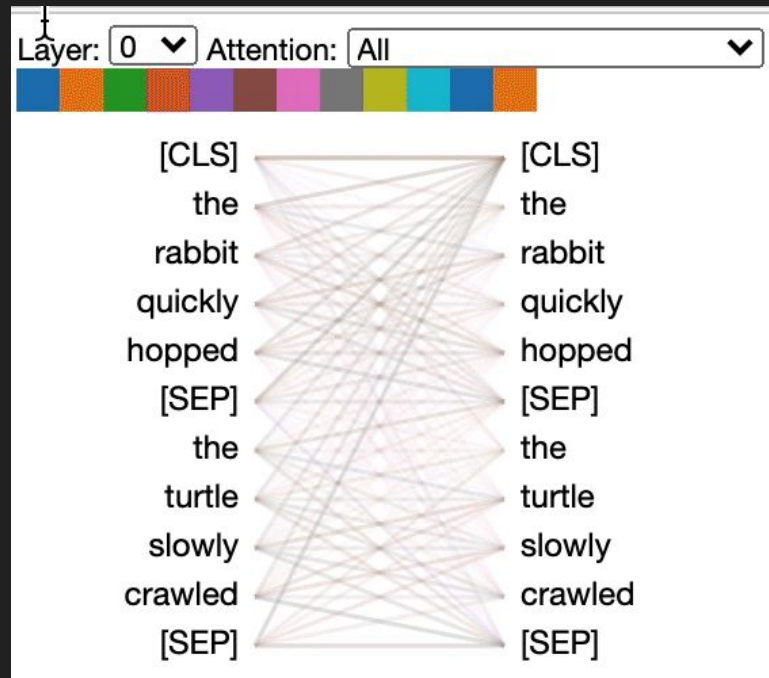 Layer: 0 Attention: All
[CLS] [CLS]
the the
rabbit rabbit
quickly quickly
hopped hopped
[SEP] [SEP]
the the
turtle turtle
slowly slowly
crawled crawled
[SEP] [SEP]